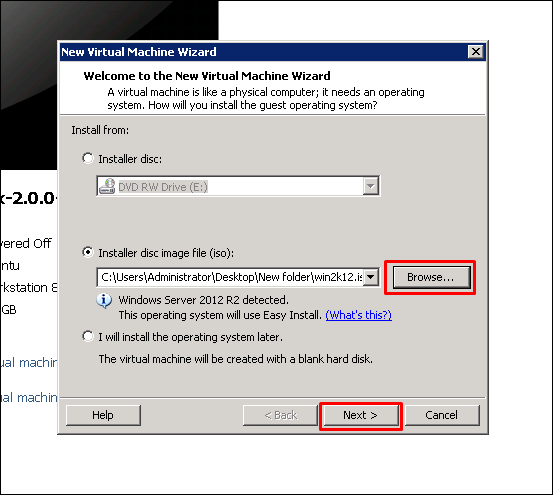 New Virtual Machine Wizard
Welcome to the New Virtual Machine Wizard
A virtual machine is like a physical computer; it needs an operating
system. How will you install the guest operating system?
Install from:
Installer disc:
DVD RW Drive (E:)
x-2.0.0-
vered Off
Installer disc image file (iso):
ntu
C:\Users\Administrator\Desktop\New folder\win2k12.is
Browse...
rkstation 8
Windows Server 2012 R2 detected.
GB
This operating system will use Easy Install. (What's this?)
I will install the operating system later.
The virtual machine will be created with a blank hard disk.
ual machin
ual machin
Help
< Back
Next >
Cancel